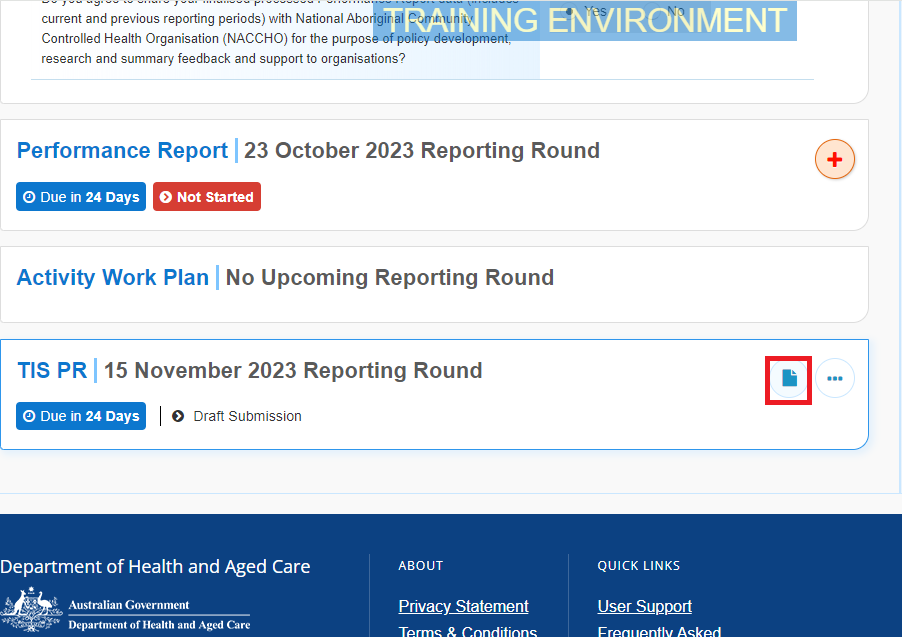 Do you agree to share your finalised processed Performance Report data (includes
current and previous reporting periods) with National Aboriginal Community
Controlled Health Organisation (NACCHO) for the purpose of policy development,
research and summary feedback and support to organisations?
Yes
No
TRAINING ENVIRONMENT
Performance Report | 23 October 2023 Reporting Round
Due in 24 Days Not Started
Activity Work Plan | No Upcoming Reporting Round
TIS PR | 15 November 2023 Reporting Round
Due in 24 Days | Draft Submission
Department of Health and Aged Care
Australian Government
Department of Health and Aged Care
ABOUT
Privacy Statement
Terms & Conditions
QUICK LINKS
User Support
Frequently Asked